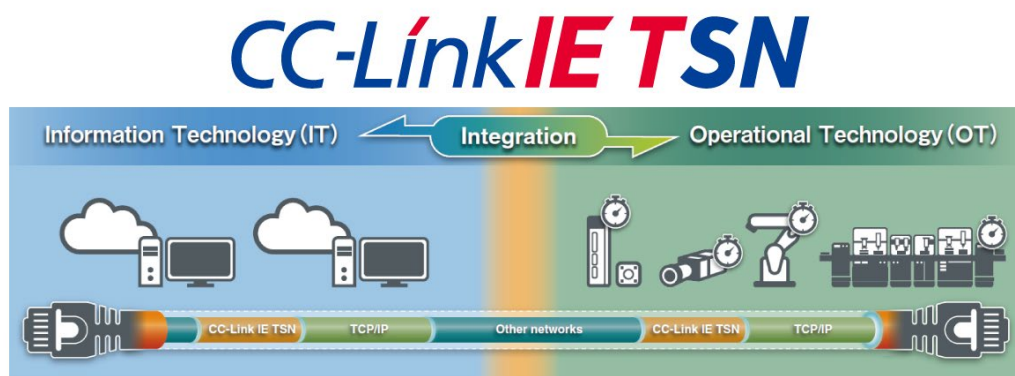 CC-Link IE TSN
Information Technology (IT)
Integration
Operational Technology (OT)
CC-Link IE TSN
TCP/IP
Other networks
CC-Link IE TSN
TCP/IP